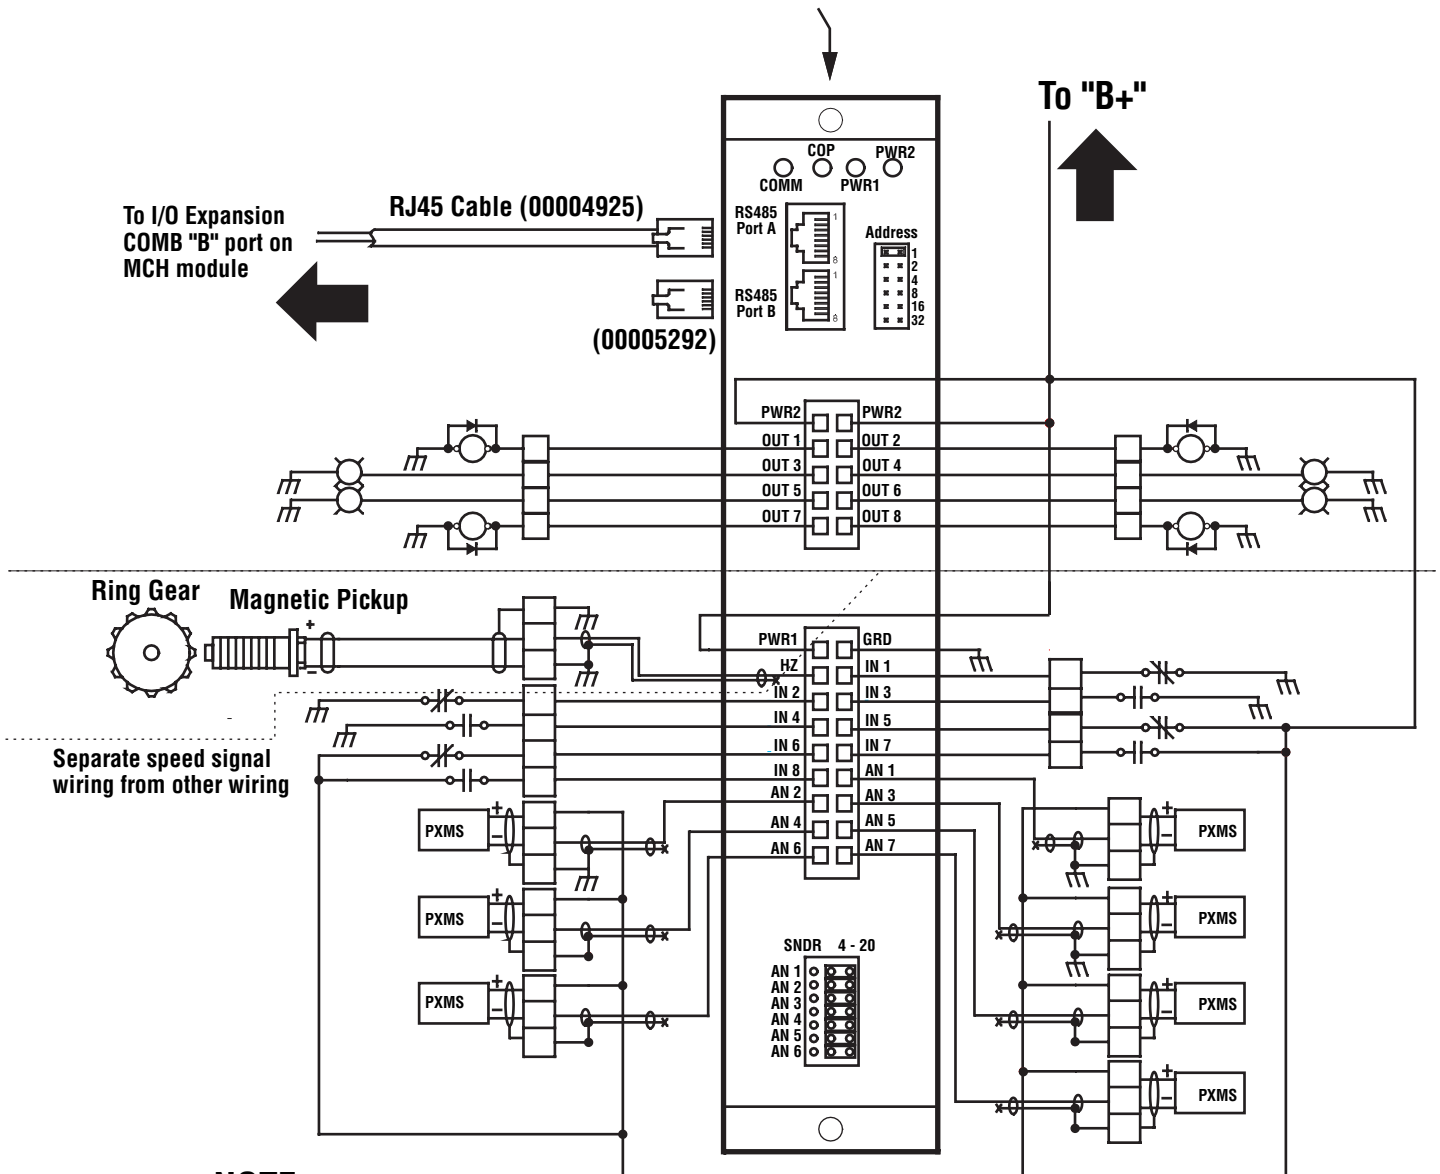 To "B+"
COP
PWR2
COMM
PWR1
RJ45 Cable (00004925)
To I/O Expansion
COMB "B" port on
MCH module
RS485
Port A
1
8
Address
1
2
4
8
16
32
RS485
Port B
1
8
(00005292)
PWR2
PWR2
OUT 1
OUT 2
OUT 3
OUT 4
OUT 5
OUT 6
OUT 7
OUT 8
Ring Gear
Magnetic Pickup
+
–
PWR1
GRD
HZ
IN 1
IN 2
IN 3
IN 4
IN 5
IN 6
IN 7
IN 8
AN 1
AN 2
AN 3
AN 4
AN 5
AN 6
AN 7
Separate speed signal
wiring from other wiring
PXMS
+
–
PXMS
+
–
PXMS
+
–
+
–
PXMS
+
–
PXMS
+
–
PXMS
+
–
PXMS
SNDR 4 - 20
AN 1
AN 2
AN 3
AN 4
AN 5
AN 6